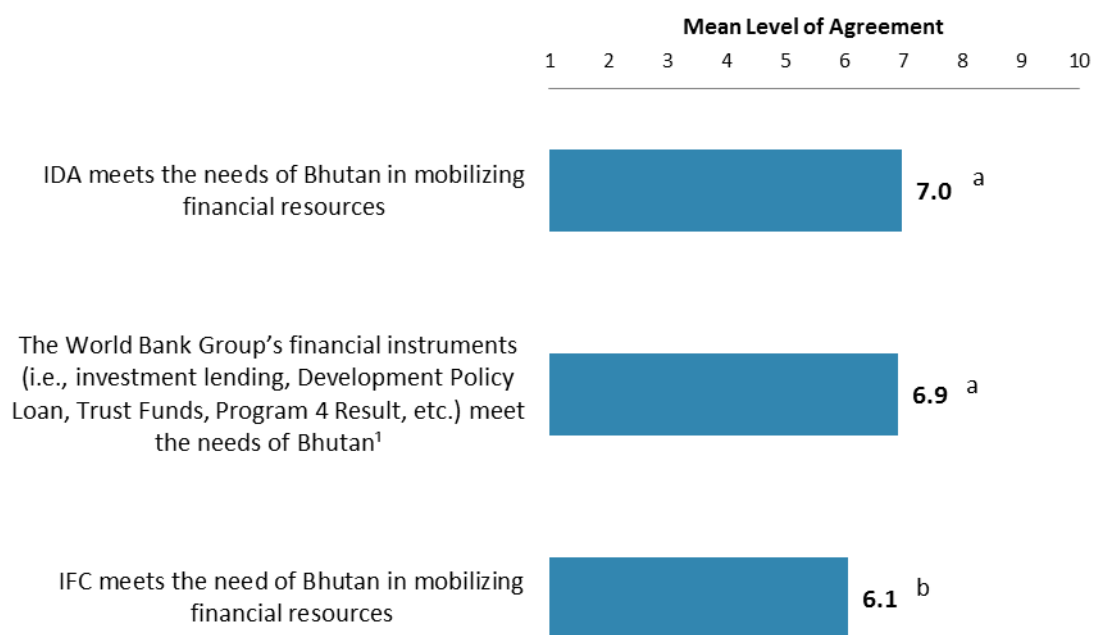 Mean Level of Agreement
1 2 3 4 5 6 7 8 9 10
IDA meets the needs of Bhutan in mobilizing
financial resources
7.0 a
The World Bank Group’s financial instruments
(i.e., investment lending, Development Policy
Loan, Trust Funds, Program 4 Result, etc.) meet
the needs of Bhutan¹
6.9 a
IFC meets the need of Bhutan in mobilizing
financial resources
6.1 b